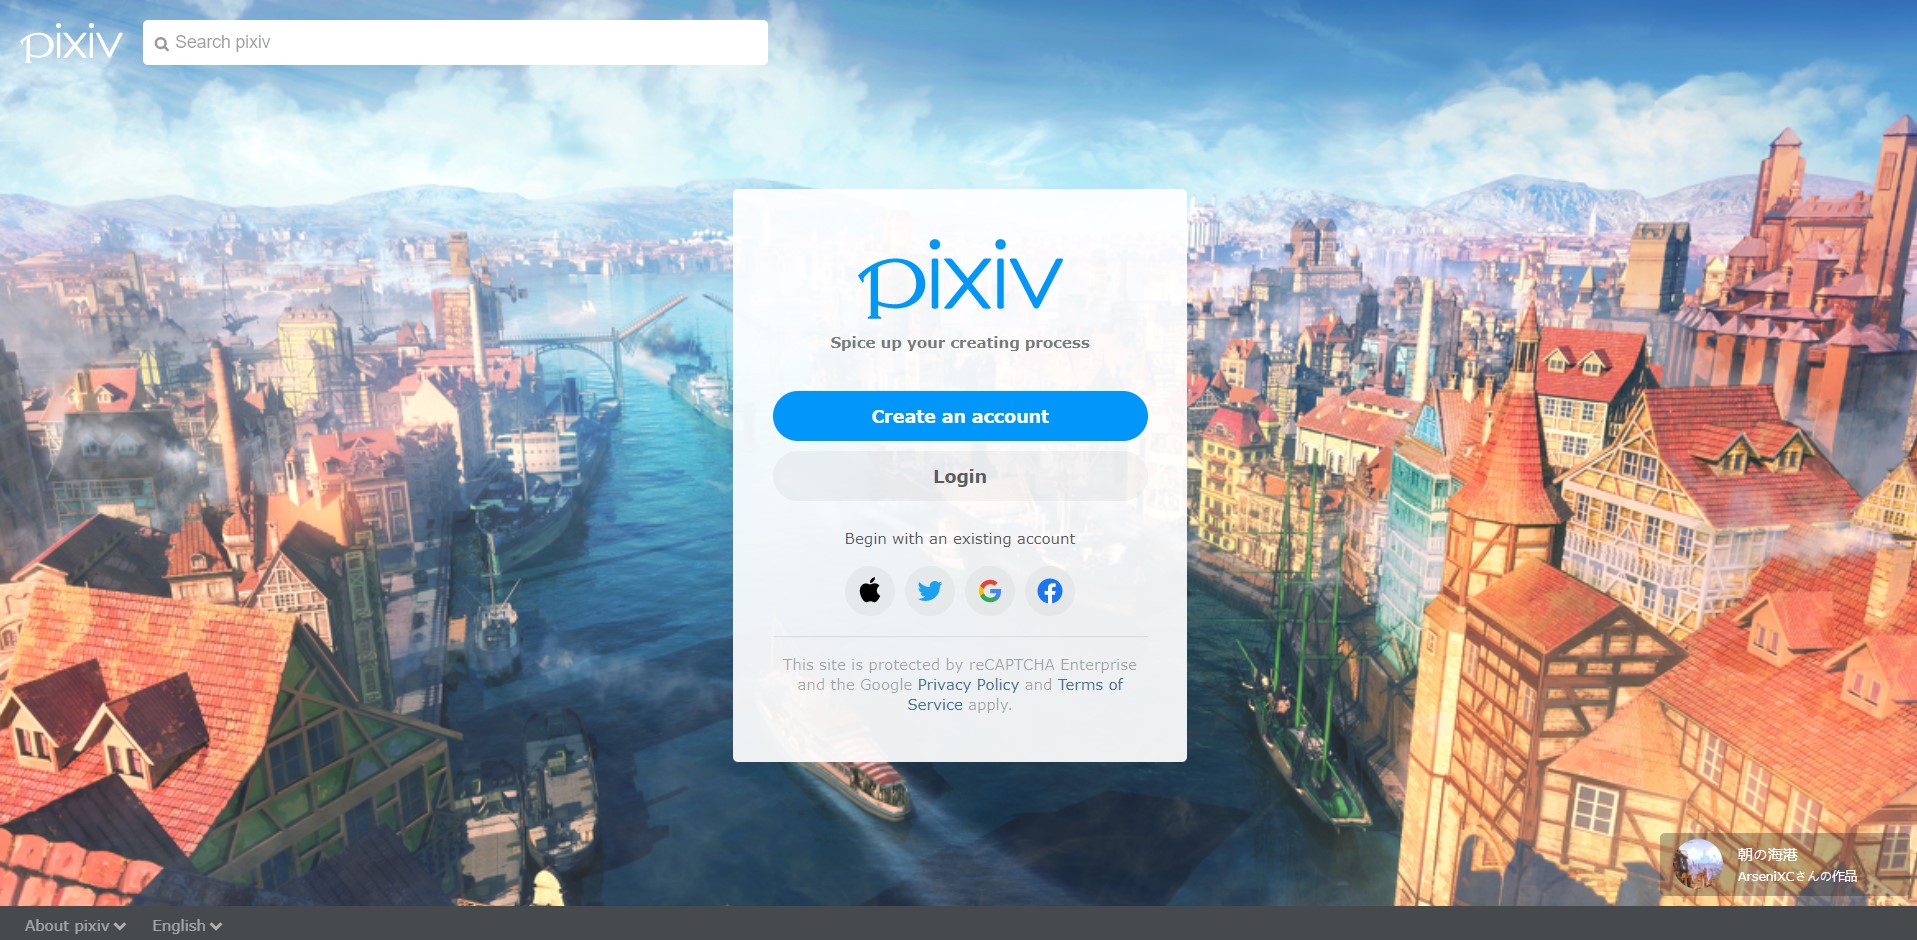 pixiv
Search pixiv
pixiv
Spice up your creating process
Create an account
Login
Begin with an existing account
This site is protected by reCAPTCHA Enterprise
and the Google Privacy Policy and Terms of
Service apply.
朝の海港
ArseniXCさんの作品
About pixiv
English